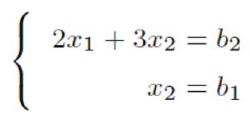 2x₁ + 3x₂ = b₂
x₂ = b₁